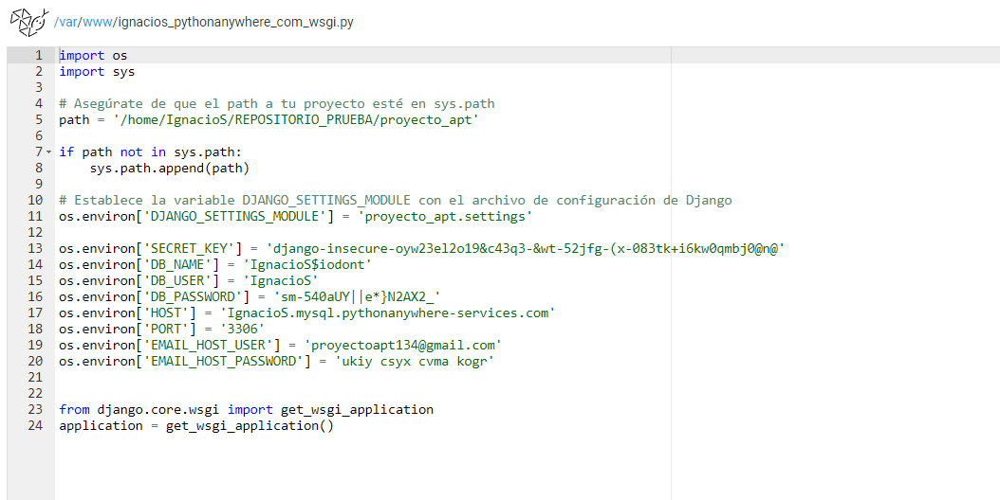 /var/www/ignacios_pythonanywhere_com_wsgi.py
1 import os
2 import sys
3
4 # Asegúrate de que el path a tu proyecto esté en sys.path
5 path = '/home/IgnacioS/REPOSITORIO_PRUEBA/proyecto_apt'
6
7 if path not in sys.path:
8     sys.path.append(path)
9
10 # Establece la variable DJANGO_SETTINGS_MODULE con el archivo de configuración de Django
11 os.environ['DJANGO_SETTINGS_MODULE'] = 'proyecto_apt.settings'
12
13 os.environ['SECRET_KEY'] = 'django-insecure-oyw23el2o19&c43q3-&wt-52jfg-(x-083tk+i6kw0qmbj0@n@'
14 os.environ['DB_NAME'] = 'IgnacioS$iodont'
15 os.environ['DB_USER'] = 'IgnacioS'
16 os.environ['DB_PASSWORD'] = 'sm-540aUY||e*}N2AX2_'
17 os.environ['HOST'] = 'IgnacioS.mysql.pythonanywhere-services.com'
18 os.environ['PORT'] = '3306'
19 os.environ['EMAIL_HOST_USER'] = 'proyectoapt134@gmail.com'
20 os.environ['EMAIL_HOST_PASSWORD'] = 'ukiy csyx cvma kogr'
21
22
23 from django.core.wsgi import get_wsgi_application
24 application = get_wsgi_application()